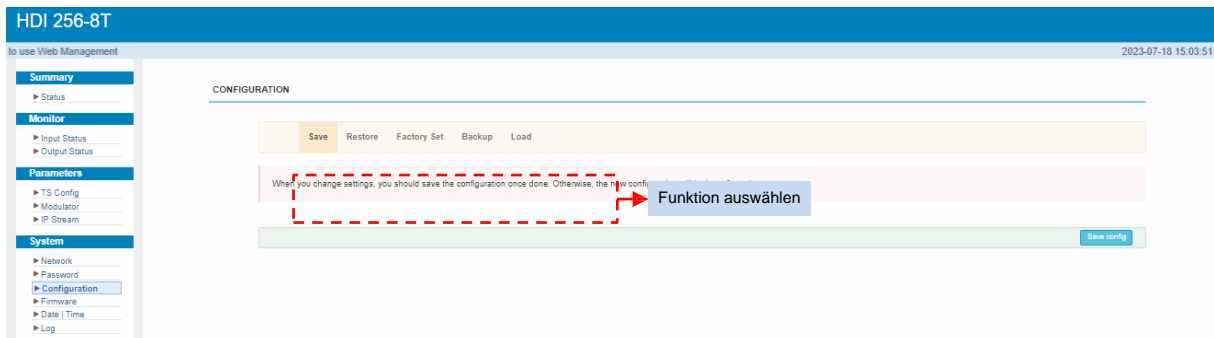 HDI 256-8T
to use Web Management
2023-07-18 15:03:51
Summary
Status
Monitor
Input Status
Output Status
Parameters
TS Config
Modulator
IP Stream
System
Network
Password
Configuration
Firmware
Date | Time
Log
CONFIGURATION
Save Restore Factory Set Backup Load
When you change settings, you should save the configuration once done. Otherwise, the new
Funktion auswählen
Save config